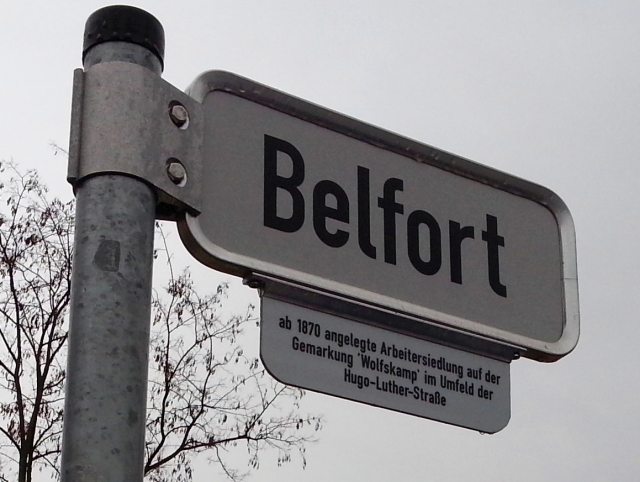 Belfort
ab 1870 angelegte Arbeitersiedlung auf der
Gemarkung 'Wolfskamp' im Umfeld der
Hugo-Luther-Straße